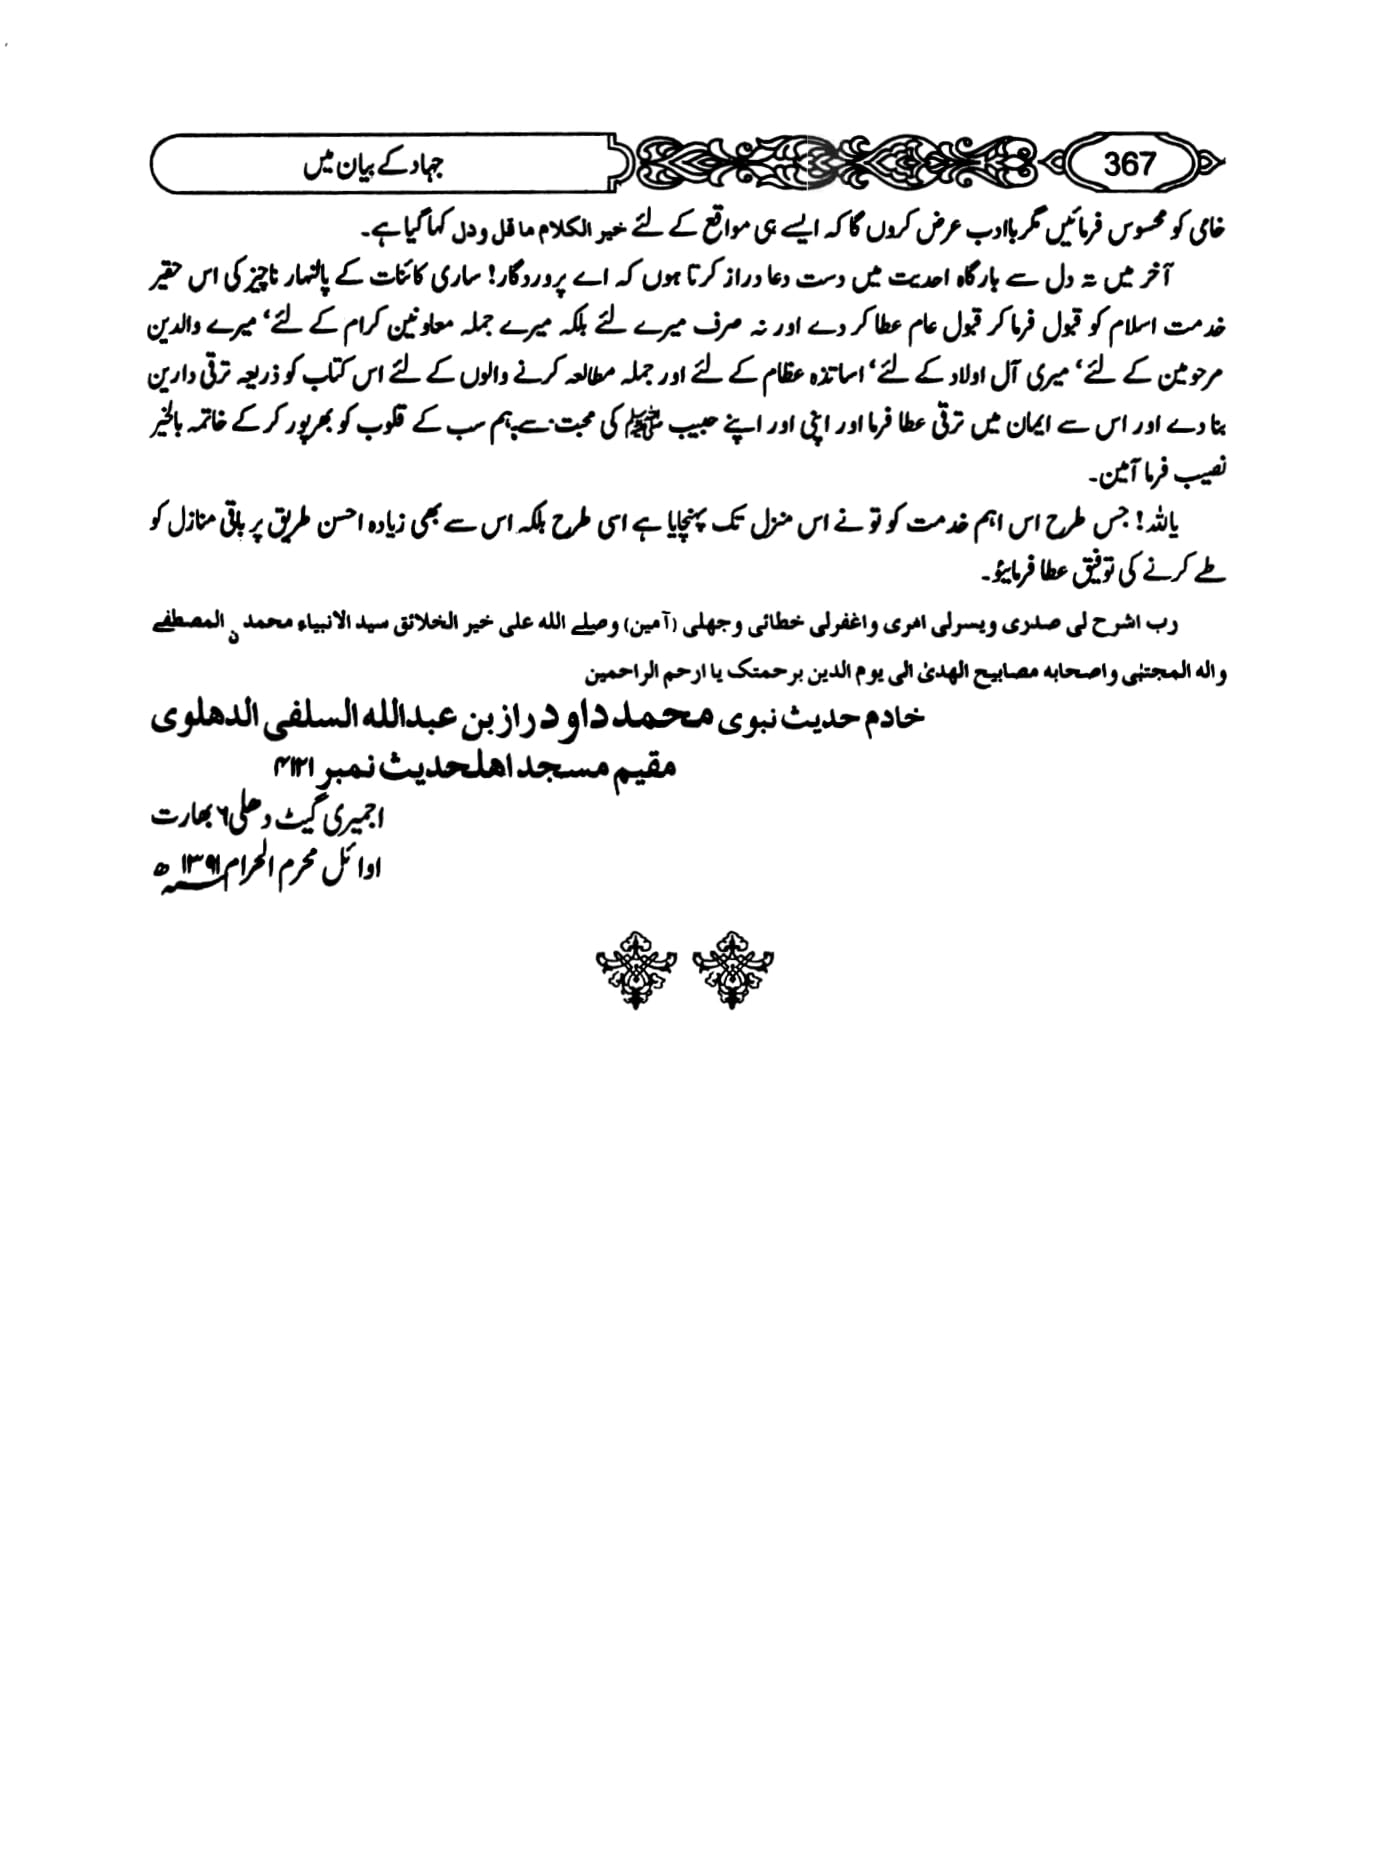 367
جہاد کے بیان میں
خامی کو محسوس فرمائیں مگر باادب عرض کروں گا کہ ایسے ہی مواقع کے لئے خیر الکلام ما قل و دل کہا گیا ہے۔
آخر میں تہ دل سے بارگاہ احدیت میں دست دعا دراز کرتا ہوں کہ اے پروردگار! ساری کائنات کے پالنہار ناچیز کی اس حقیر
خدمت اسلام کو قبول فرما کر قبول عام عطا کر دے اور نہ صرف میرے لئے بلکہ میرے جملہ معاونین کرام کے لئے‘ میرے والدین
مرحومین کے لئے‘ میری آل اولاد کے لئے‘ اساتذہ عظام کے لئے اور جملہ مطالعہ کرنے والوں کے لئے اس کتاب کو ذریعہ ترقی دارین
بنا دے اور اس سے ایمان میں ترقی عطا فرما اور اپنی اور اپنے حبیب ﷺ کی محبت سے ہم سب کے قلوب کو بھرپور کر کے خاتمہ بالخیر
نصیب فرما آمین۔
یااللہ! جس طرح اس اہم خدمت کو تو نے اس منزل تک پہنچایا ہے اسی طرح بلکہ اس سے بھی زیادہ احسن طریق پر باقی منازل کو
طے کرنے کی توفیق عطا فرمائیو۔
رب اشرح لی صدری ویسرلی امری واغفرلی خطائی وجھلی (آمین) وصلے الله علی خیر الخلائق سید الانبیاء محمد ن المصطفے
واله المجتبٰی واصحابه مصابیح الھدیٰ الی یوم الدین برحمتک یا ارحم الراحمین
خادم حدیث نبوی محمد داود راز بن عبدالله السلفی الدھلوی
مقیم مسجد اھلحدیث نمبر ۴۱۲۱
اجمیری گیٹ دھلی ۶ بھارت
اوائل محرم الحرام ۱۳۹۱ ھ